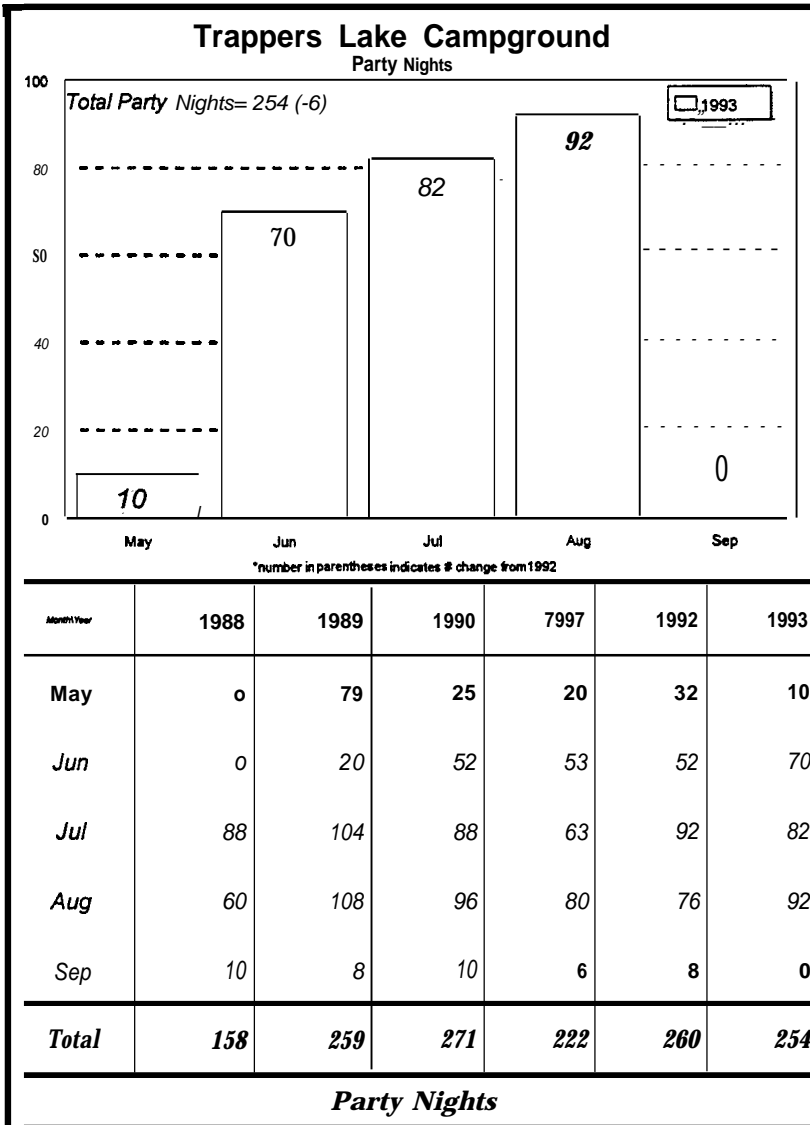 Trappers Lake Campground
Party Nights
100
Total Party Nights= 254 (-6)
1993
92
80
82
70
$0
40
20
0
10
0
May Jun Jul Aug Sep
*number in parentheses indicates # change from 1992
Month\Year 1988 1989 1990 7997 1992 1993
May o 79 25 20 32 10
Jun o 20 52 53 52 70
Jul 88 104 88 63 92 82
Aug 60 108 96 80 76 92
Sep 10 8 10 6 8 0
Total 158 259 271 222 260 254
Party Nights